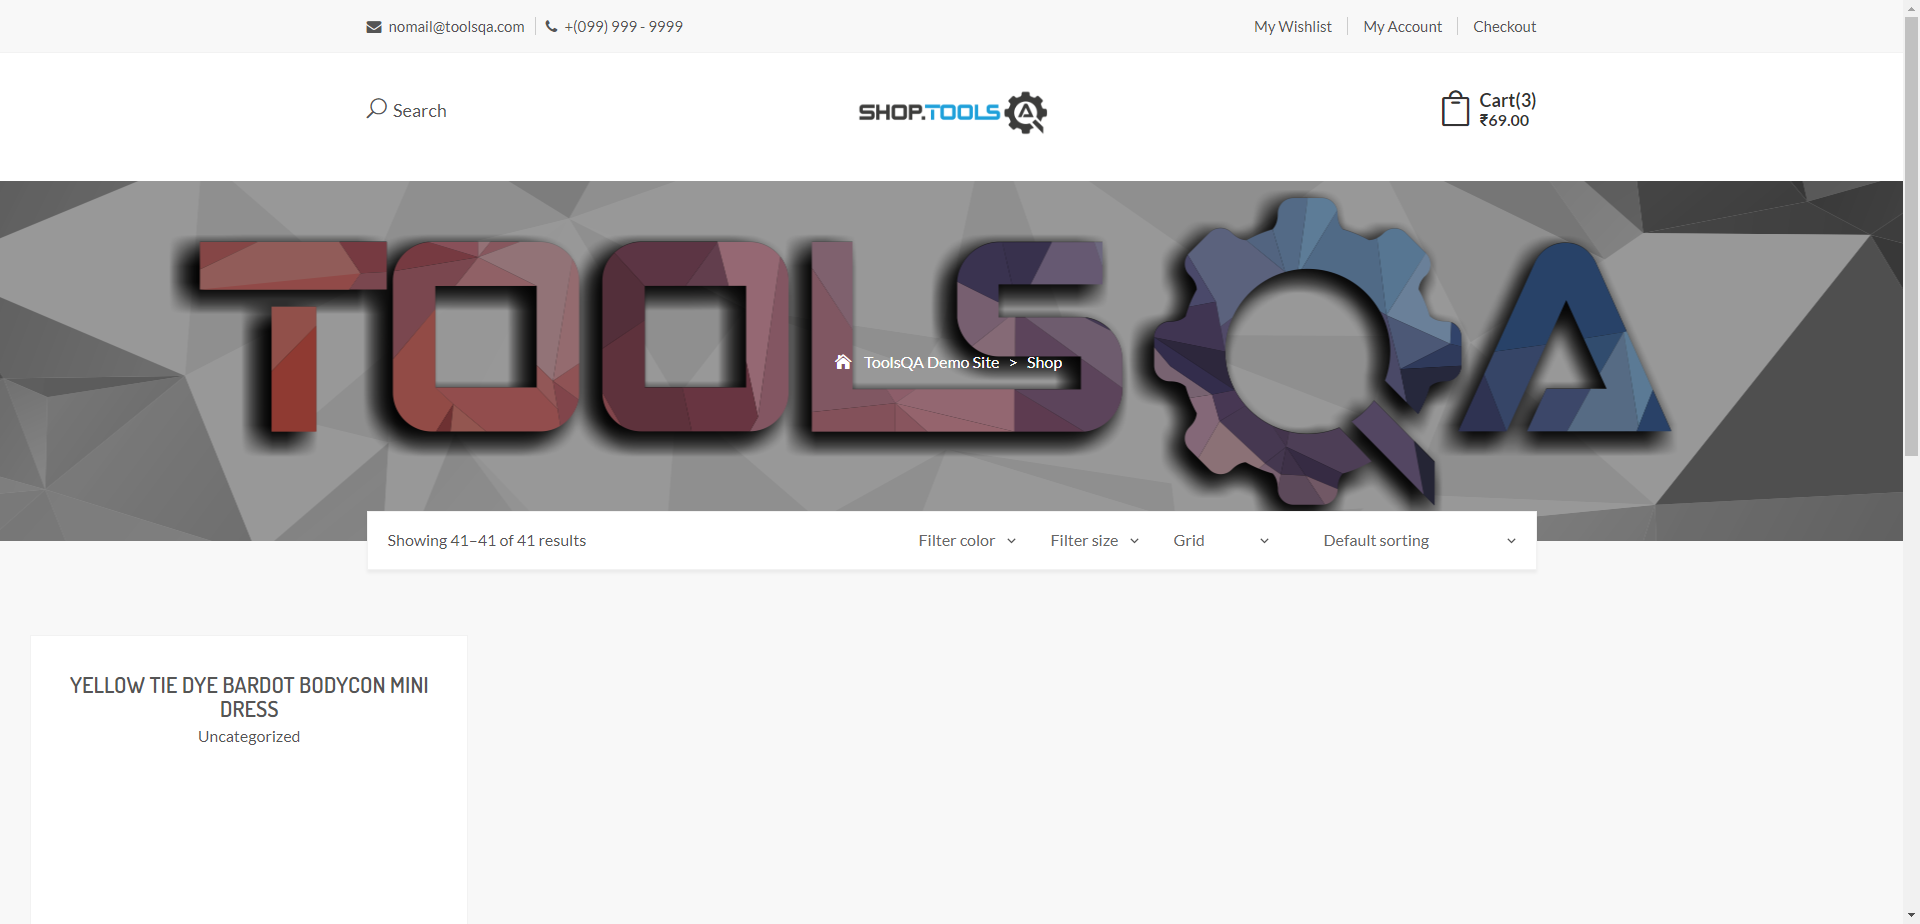 nomail@toolsqa.com
+(099) 999 - 9999
My Wishlist
My Account
Checkout
Search
SHOP.TOOLSQA
Cart(3)
₹69.00
TOOLSQA
ToolsQA Demo Site > Shop
Showing 41–41 of 41 results
Filter color
Filter size
Grid
Default sorting
YELLOW TIE DYE BARDOT BODYCON MINI
DRESS
Uncategorized